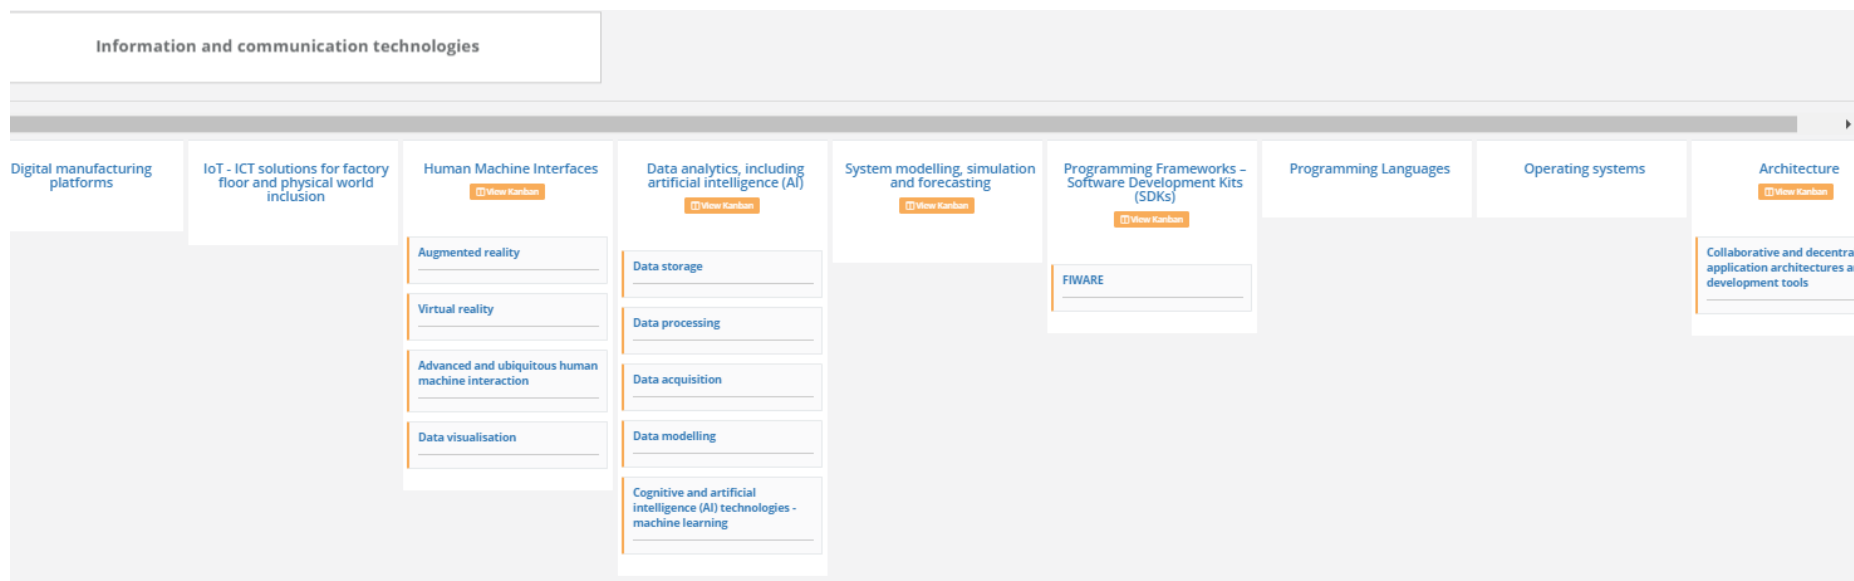 Information and communication technologies
Digital manufacturing
platforms
IoT - ICT solutions for factory
floor and physical world
inclusion
Human Machine Interfaces
View Kanban
Augmented reality
Virtual reality
Advanced and ubiquitous human
machine interaction
Data visualisation
Data analytics, including
artificial intelligence (AI)
View Kanban
Data storage
Data processing
Data acquisition
Data modelling
Cognitive and artificial
intelligence (AI) technologies -
machine learning
System modelling, simulation
and forecasting
View Kanban
Programming Frameworks –
Software Development Kits
(SDKs)
View Kanban
FIWARE
Programming Languages
Operating systems
Architecture
View Kanban
Collaborative and decentra
application architectures a
development tools